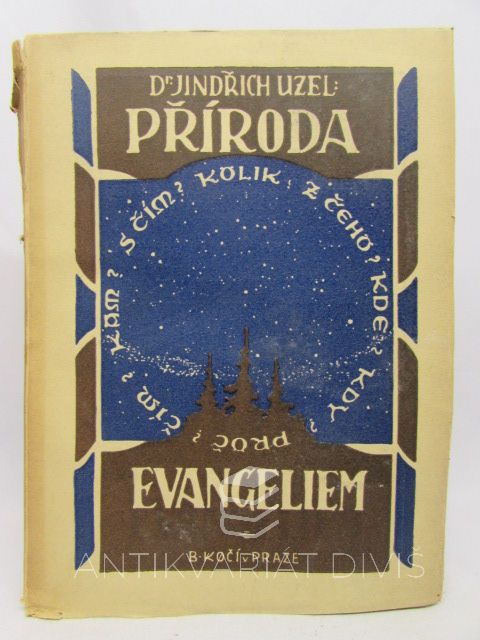 Dr. JINDŘICH UZEL:
PŘÍRODA
PROČ? ČÍM? KAM? S ČÍM? KOLIK? Z ČEHO? KDE? KDY?
EVANGELIEM
B. KOČÍ V PRAZE
ANTIKVARIÁT DIVIŠ